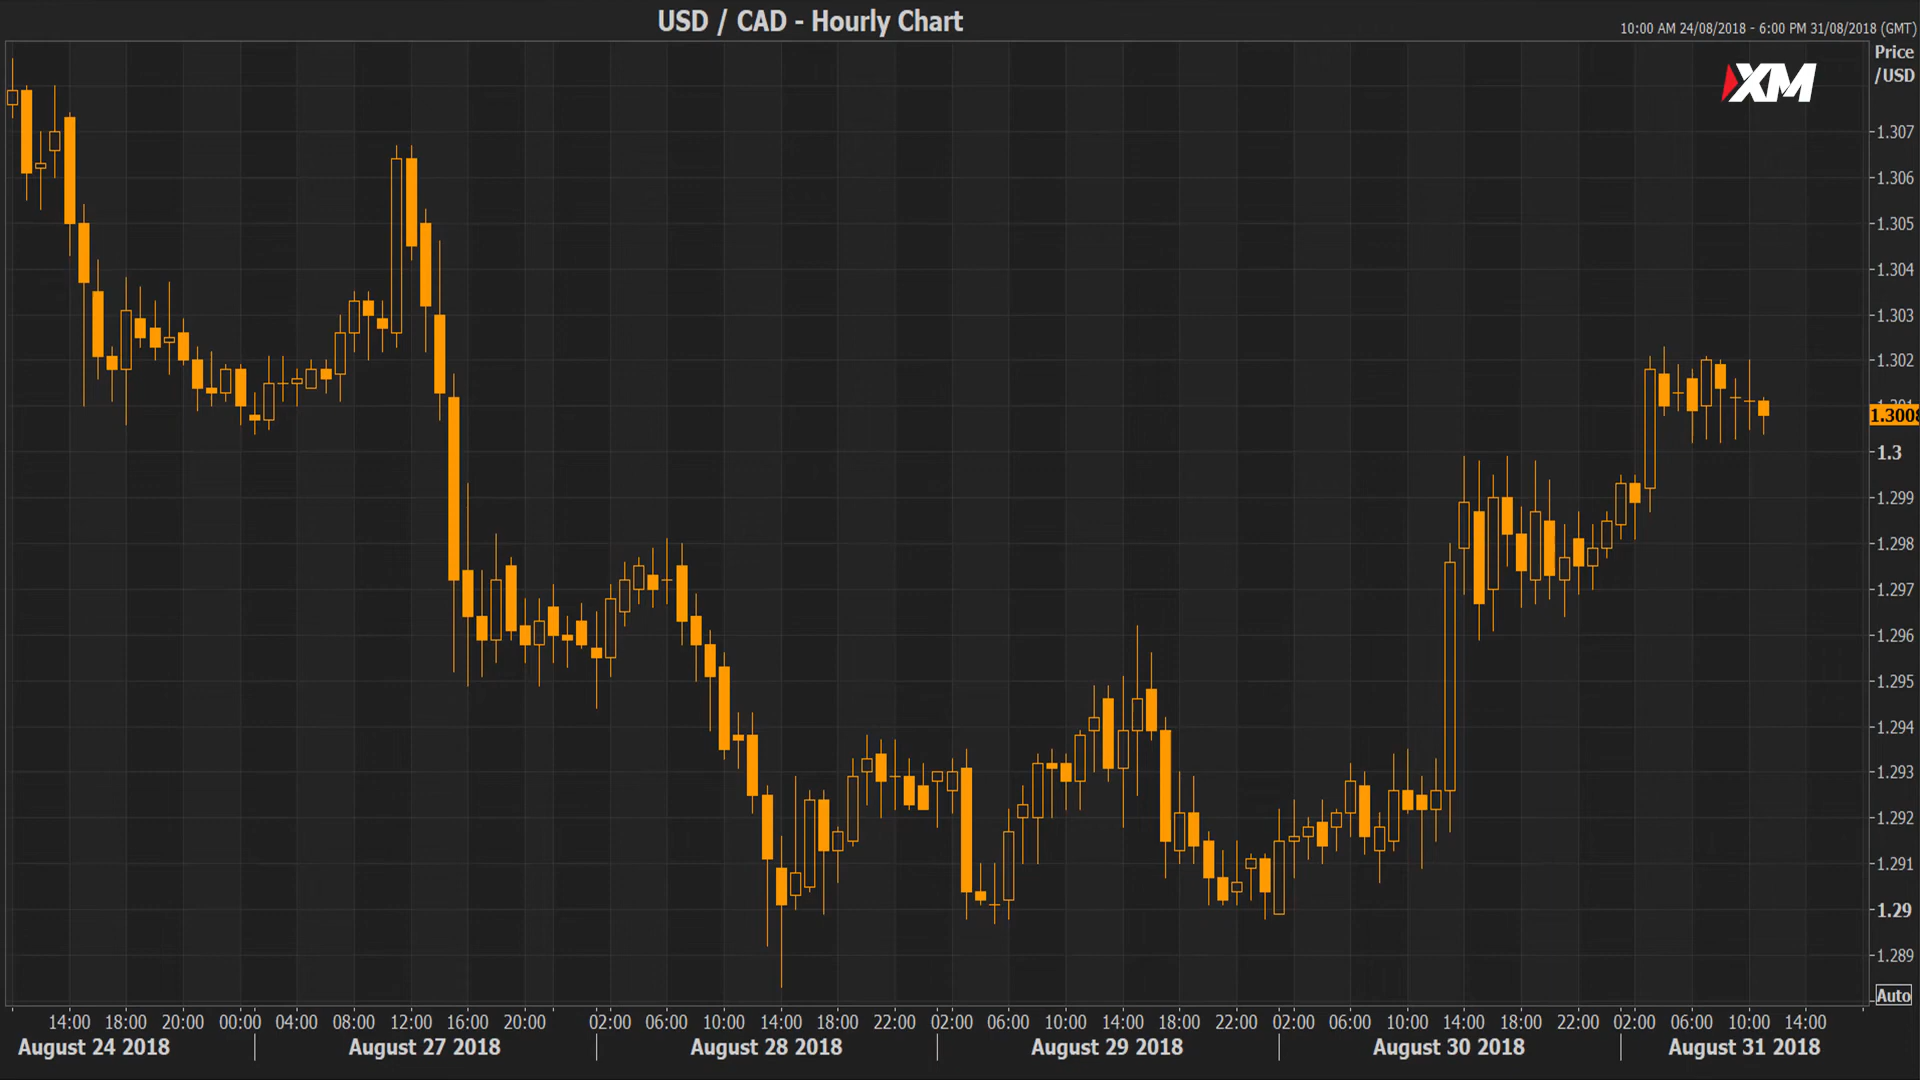 USD / CAD - Hourly Chart
10:00 AM 24/08/2018 - 6:00 PM 31/08/2018 (GMT)
Price
/USD
XM
1.307
1.306
1.305
1.304
1.303
1.302
1.3008
1.3
1.299
1.298
1.297
1.296
1.295
1.294
1.293
1.292
1.291
1.29
1.289
Auto
14:00 18:00 20:00 00:00 04:00 08:00 12:00 16:00 20:00 02:00 06:00 10:00 14:00 18:00 22:00 02:00 06:00 10:00 14:00 18:00 22:00 02:00 06:00 10:00 14:00 18:00 22:00 02:00 06:00 10:00 14:00
August 24 2018 August 27 2018 August 28 2018 August 29 2018 August 30 2018 August 31 2018